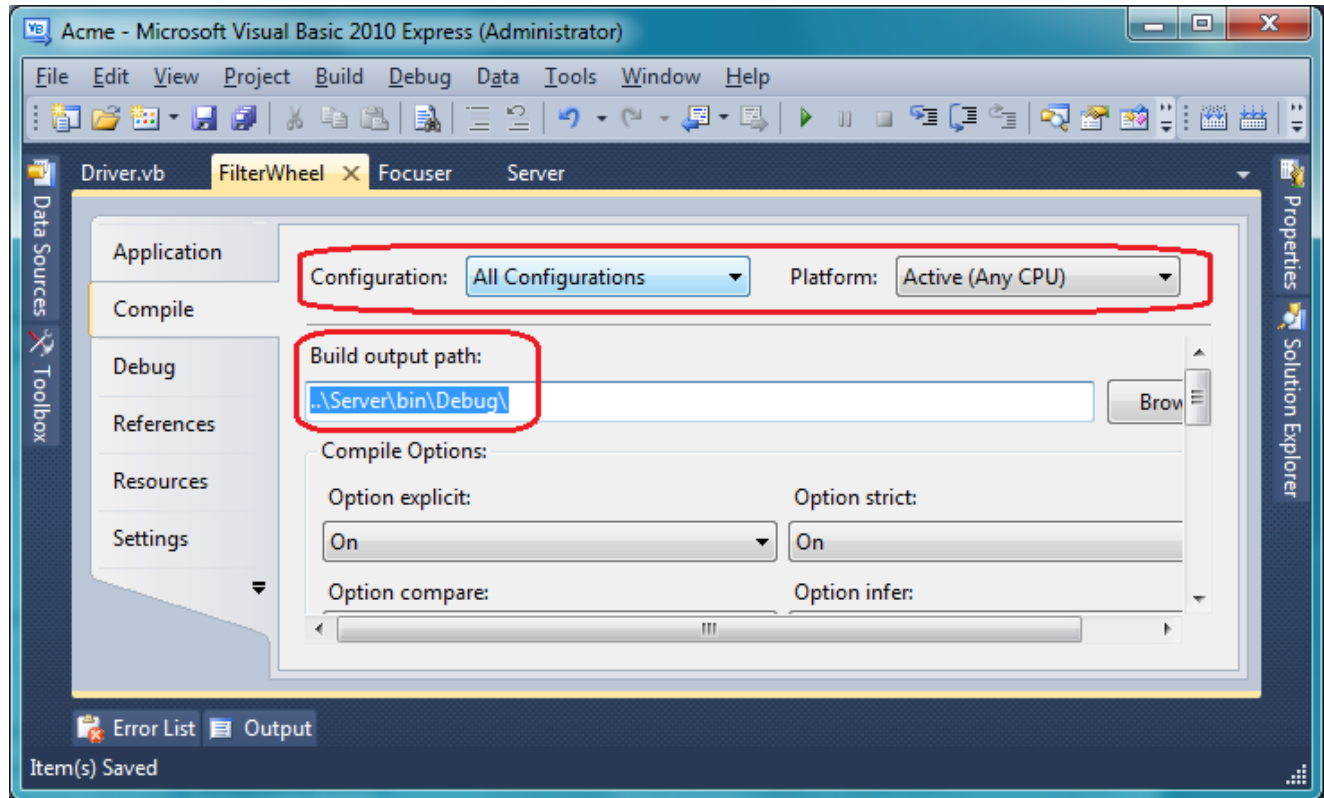 Acme - Microsoft Visual Basic 2010 Express (Administrator)
File Edit View Project Build Debug Data Tools Window Help
Driver.vb FilterWheel Focuser Server
Data Sources
Toolbox
Application
Compile
Debug
References
Resources
Settings
Configuration: All Configurations Platform: Active (Any CPU)
Build output path:
..\Server\bin\Debug\ Brow
Compile Options:
Option explicit: Option strict:
On On
Option compare: Option infer:
Properties
Solution Explorer
Error List Output
Item(s) Saved